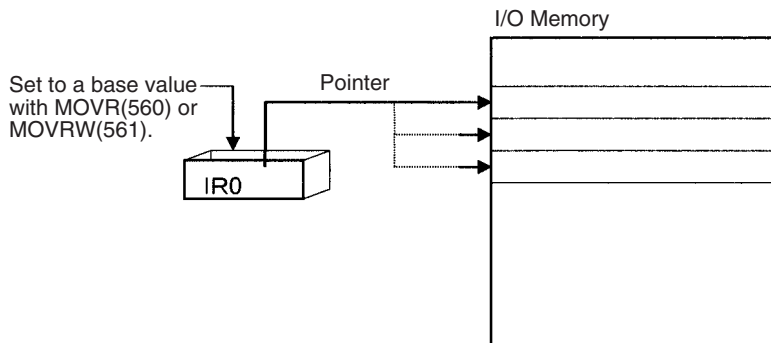 I/O Memory
Set to a base value
with MOVR(560) or
MOVRW(561).
Pointer
IR0